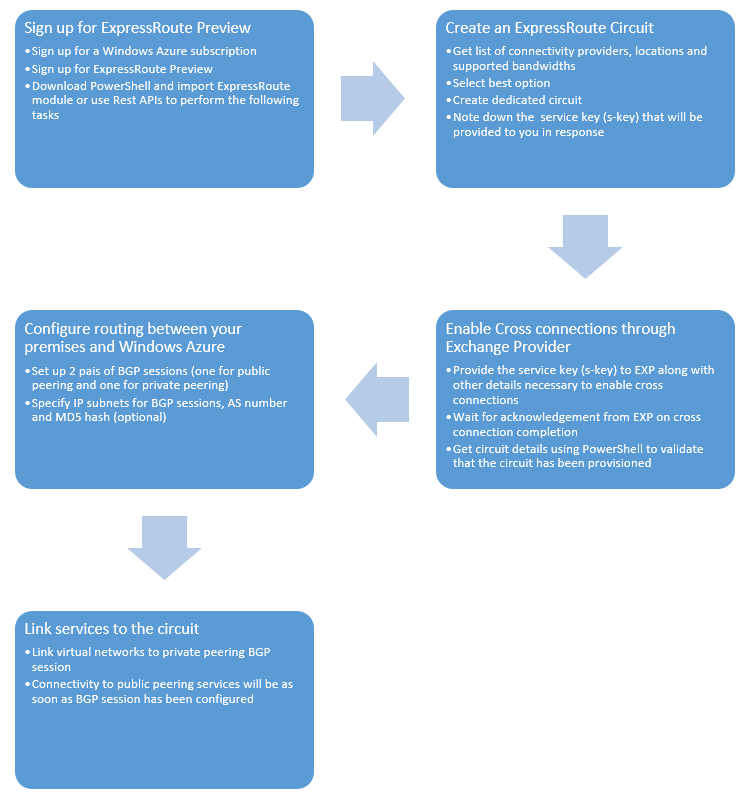 Sign up for ExpressRoute Preview
•Sign up for a Windows Azure subscription
•Sign up for ExpressRoute Preview
•Download PowerShell and import ExpressRoute
module or use Rest APIs to perform the following
tasks
Create an ExpressRoute Circuit
•Get list of connectivity providers, locations and
supported bandwidths
•Select best option
•Create dedicated circuit
•Note down the service key (s-key) that will be
provided to you in response
Enable Cross connections through
Exchange Provider
•Provide the service key (s-key) to EXP along with
other details necessary to enable cross
connections
•Wait for acknowledgement from EXP on cross
connection completion
•Get circuit details using PowerShell to validate
that the circuit has been provisioned
Configure routing between your
premises and Windows Azure
•Set up 2 pais of BGP sessions (one for public
peering and one for private peering)
•Specify IP subnets for BGP sessions, AS number
and MD5 hash (optional)
Link services to the circuit
•Link virtual networks to private peering BGP
session
•Connectivity to public peering services will be as
soon as BGP session has been configured